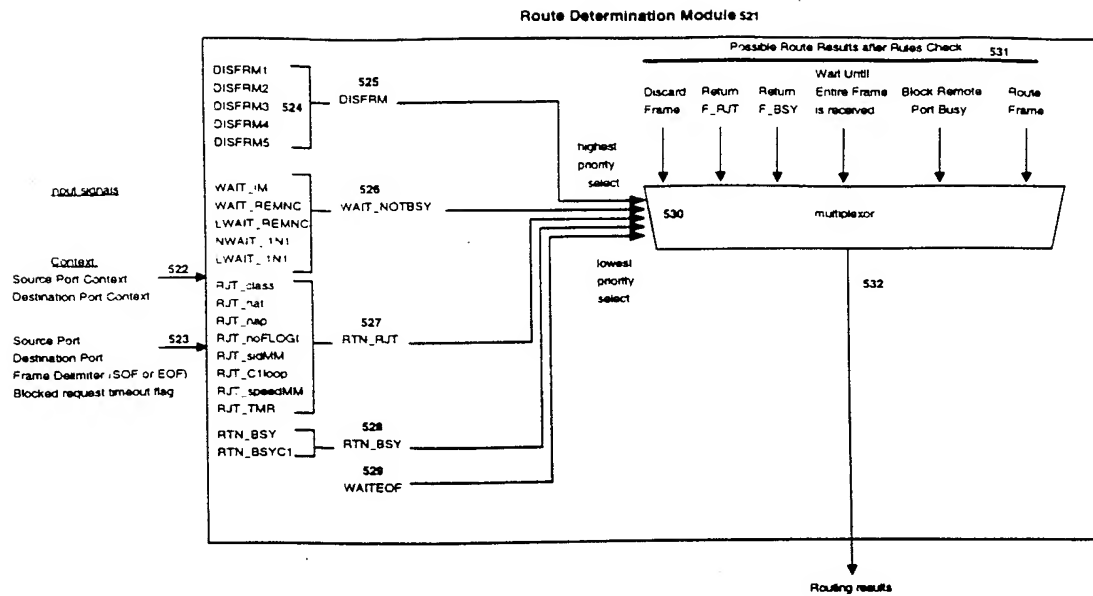 Route Determination Module 521
Possible Route Results after Rules Check 531
Discard Frame
Return F_RJT
Return F_BSY
Wait Until Entire Frame is received
Block Remote Port Busy
Route Frame
DISFRM1
DISFRM2
DISFRM3
DISFRM4
DISFRM5
524
525
DISFRM
highest priority select
Input signals
WAIT_IM
WAIT_REMNC
LWAIT_REMNC
NWAIT_1N1
LWAIT_1N1
526
WAIT_NOTBSY
530
multiplexor
lowest priority select
532
Context
Source Port Context
Destination Port Context
522
RJT_class
RJT_nat
RJT_nap
RJT_noFLOGI
RJT_sidMM
RJT_C1loop
RJT_speedMM
RJT_TMR
527
RTN_RJT
Source Port
Destination Port
Frame Delimiter (SOF or EOF)
Blocked request timeout flag
523
RTN_BSY
RTN_BSYC1
528
RTN_BSY
529
WAITEOF
Routing results